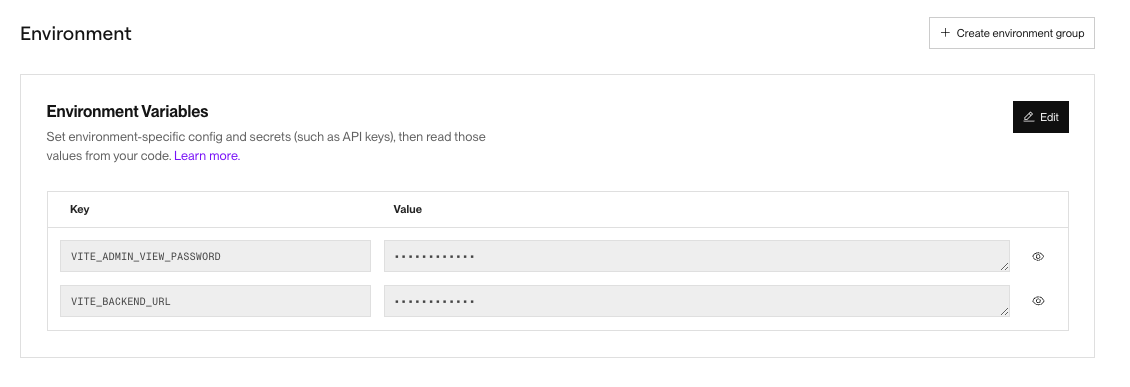 Environment
+ Create environment group
Environment Variables
Edit
Set environment-specific config and secrets (such as API keys), then read those
values from your code. Learn more.
Key Value
VITE_ADMIN_VIEW_PASSWORD ••••••••••••
VITE_BACKEND_URL ••••••••••••